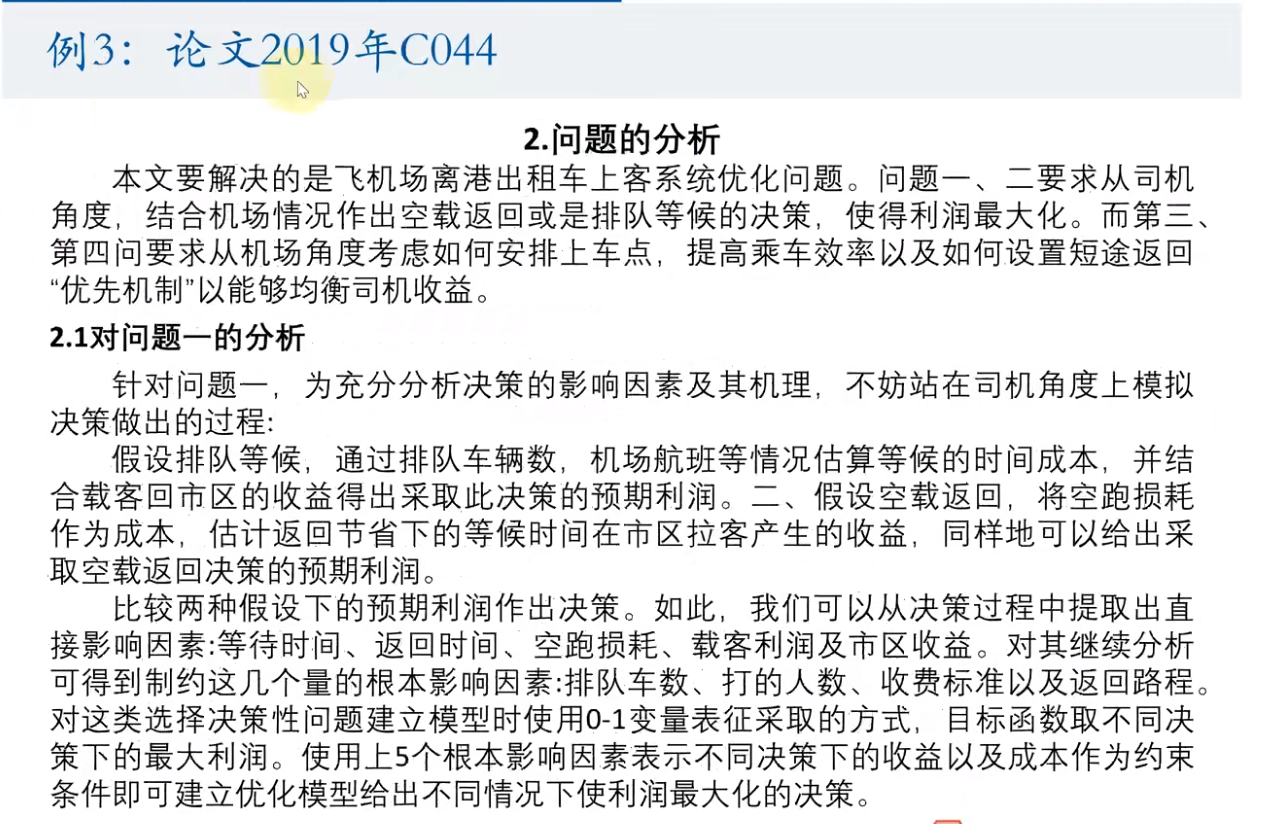 例3：论文2019年C044
2.问题的分析
本文要解决的是飞机场离港出租车上客系统优化问题。问题一、二要求从司机
角度，结合机场情况作出空载返回或是排队等候的决策，使得利润最大化。而第三、
第四问要求从机场角度考虑如何安排上车点，提高乘车效率以及如何设置短途返回
“优先机制”以能够均衡司机收益。
2.1对问题一的分析
针对问题一，为充分分析决策的影响因素及其机理，不妨站在司机角度上模拟
决策做出的过程:
假设排队等候，通过排队车辆数，机场航班等情况估算等候的时间成本，并结
合载客回市区的收益得出采取此决策的预期利润。二、假设空载返回，将空跑损耗
作为成本，估计返回节省下的等候时间在市区拉客产生的收益，同样地可以给出采
取空载返回决策的预期利润。
比较两种假设下的预期利润作出决策。如此，我们可以从决策过程中提取出直
接影响因素:等待时间、返回时间、空跑损耗、载客利润及市区收益。对其继续分析
可得到制约这几个量的根本影响因素:排队车数、打的人数、收费标准以及返回路程。
对这类选择决策性问题建立模型时使用0-1变量表征采取的方式，目标函数取不同决
策下的最大利润。使用上5个根本影响因素表示不同决策下的收益以及成本作为约束
条件即可建立优化模型给出不同情况下使利润最大化的决策。